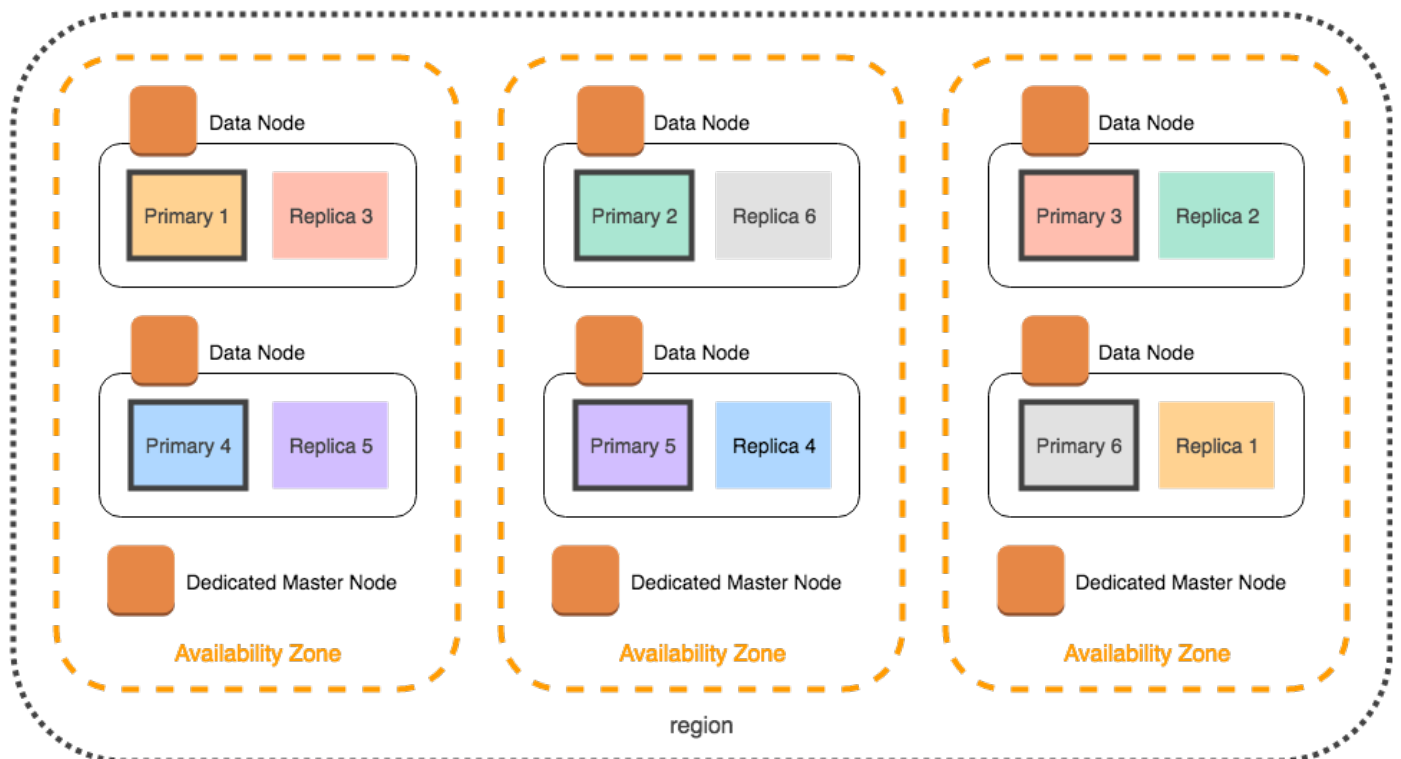 Data Node
Primary 1
Replica 3
Data Node
Primary 4
Replica 5
Dedicated Master Node
Availability Zone
Data Node
Primary 2
Replica 6
Data Node
Primary 5
Replica 4
Dedicated Master Node
Availability Zone
Data Node
Primary 3
Replica 2
Data Node
Primary 6
Replica 1
Dedicated Master Node
Availability Zone
region